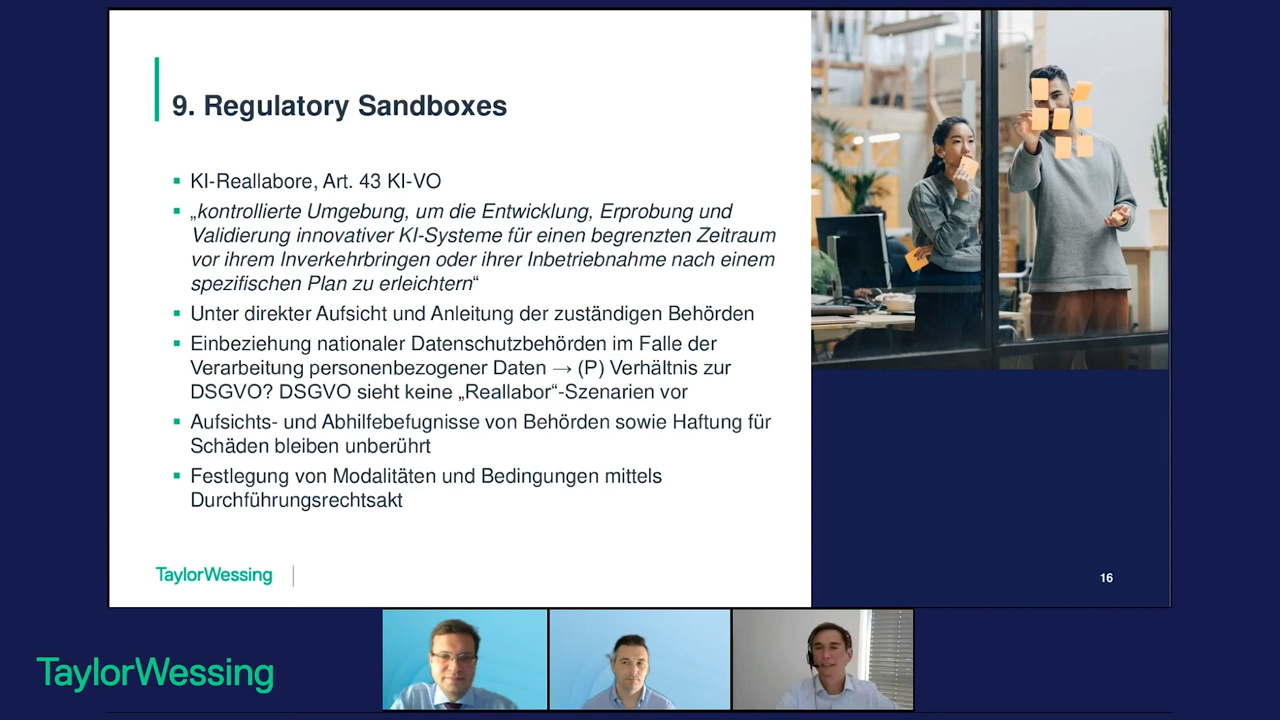 9. Regulatory Sandboxes
▪ KI-Reallabore, Art. 43 KI-VO
▪ „kontrollierte Umgebung, um die Entwicklung, Erprobung und
Validierung innovativer KI-Systeme für einen begrenzten Zeitraum
vor ihrem Inverkehrbringen oder ihrer Inbetriebnahme nach einem
spezifischen Plan zu erleichtern“
▪ Unter direkter Aufsicht und Anleitung der zuständigen Behörden
▪ Einbeziehung nationaler Datenschutzbehörden im Falle der
Verarbeitung personenbezogener Daten → (P) Verhältnis zur
DSGVO? DSGVO sieht keine „Reallabor“-Szenarien vor
▪ Aufsichts- und Abhilfebefugnisse von Behörden sowie Haftung für
Schäden bleiben unberührt
▪ Festlegung von Modalitäten und Bedingungen mittels
Durchführungsrechtsakt
TaylorWessing
16
TaylorWessing